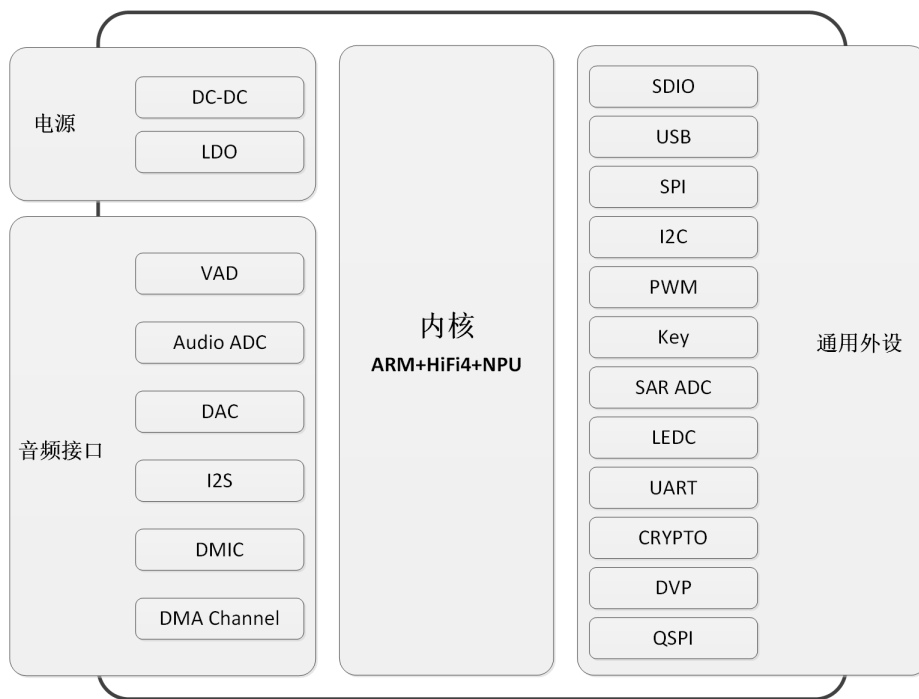 电源
DC-DC
LDO
音频接口
VAD
Audio ADC
DAC
I2S
DMIC
DMA Channel
内核
ARM+HiFi4+NPU
SDIO
USB
SPI
I2C
PWM
Key
SAR ADC
LEDC
UART
CRYPTO
DVP
QSPI
通用外设